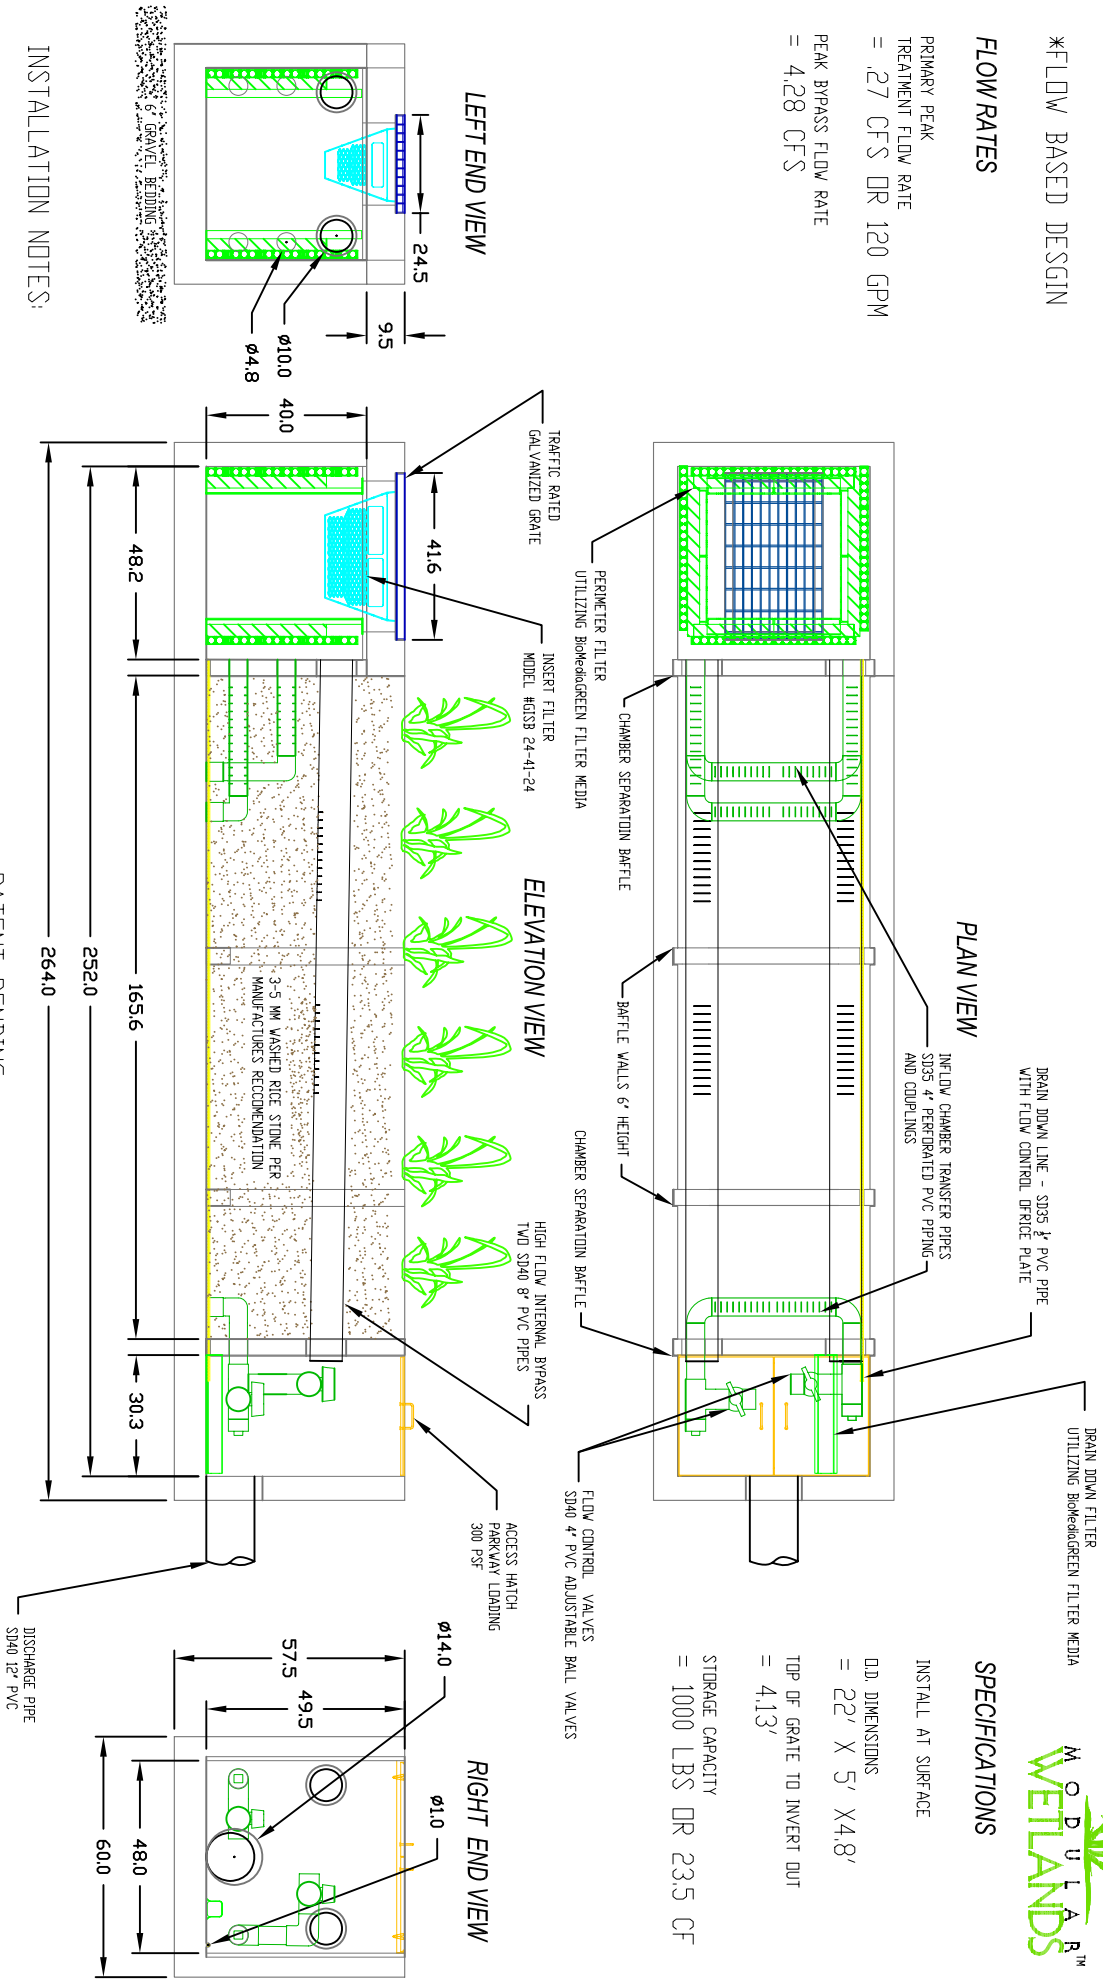 *FLOW BASED DESGIN
FLOW RATES
PRIMARY PEAK
TREATMENT FLOW RATE
= .27 CFS OR 120 GPM
PEAK BYPASS FLOW RATE
= 4.28 CFS
PLAN VIEW
DRAIN DOWN LINE - SD35 PVC PIPE
WITH FLOW CONTROL OFRICE PLATE
DRAIN DOWN FILTER
UTILIZING BioMediaGREEN FILTER MEDIA
INFLOW CHAMBER TRANSFER PIPES
SD35 4" PERFORATED PVC PIPING
AND COUPLINGS
PERIMETER FILTER
UTILIZING BioMediaGREEN FILTER MEDIA
CHAMBER SEPARATOIN BAFFLE
BAFFLE WALLS 6" HEIGHT
CHAMBER SEPARATOIN BAFFLE
FLOW CONTROL VALVES
SD40 4" PVC ADJUSTABLE BALL VALVES
MODULAR™
WETLANDS
SPECIFICATIONS
INSTALL AT SURFACE
O.D. DIMENSIONS
= 22' X 5' X4.8'
TOP OF GRATE TO INVERT OUT
= 4.13'
STORAGE CAPACITY
= 1000 LBS OR 23.5 CF
LEFT END VIEW
24.5
9.5
Ø10.0
Ø4.8
6" GRAVEL BEDDING
ELEVATION VIEW
TRAFFIC RATED
GALVANIZED GRATE
41.6
INSERT FILTER
MODEL #GISB 24-41-24
HIGH FLOW INTERNAL BYPASS
TWO SD40 8" PVC PIPES
ACCESS HATCH
PARKWAY LOADING
300 PSF
40.0
3-5 MM WASHED RICE STONE PER
MANUFACTURES RECCOMENDATION
48.2
165.6
30.3
252.0
264.0
DISCHARGE PIPE
SD40 12" PVC
RIGHT END VIEW
Ø14.0
Ø1.0
57.5
49.5
48.0
60.0
INSTALLATION NOTES:
PATENT PENDING